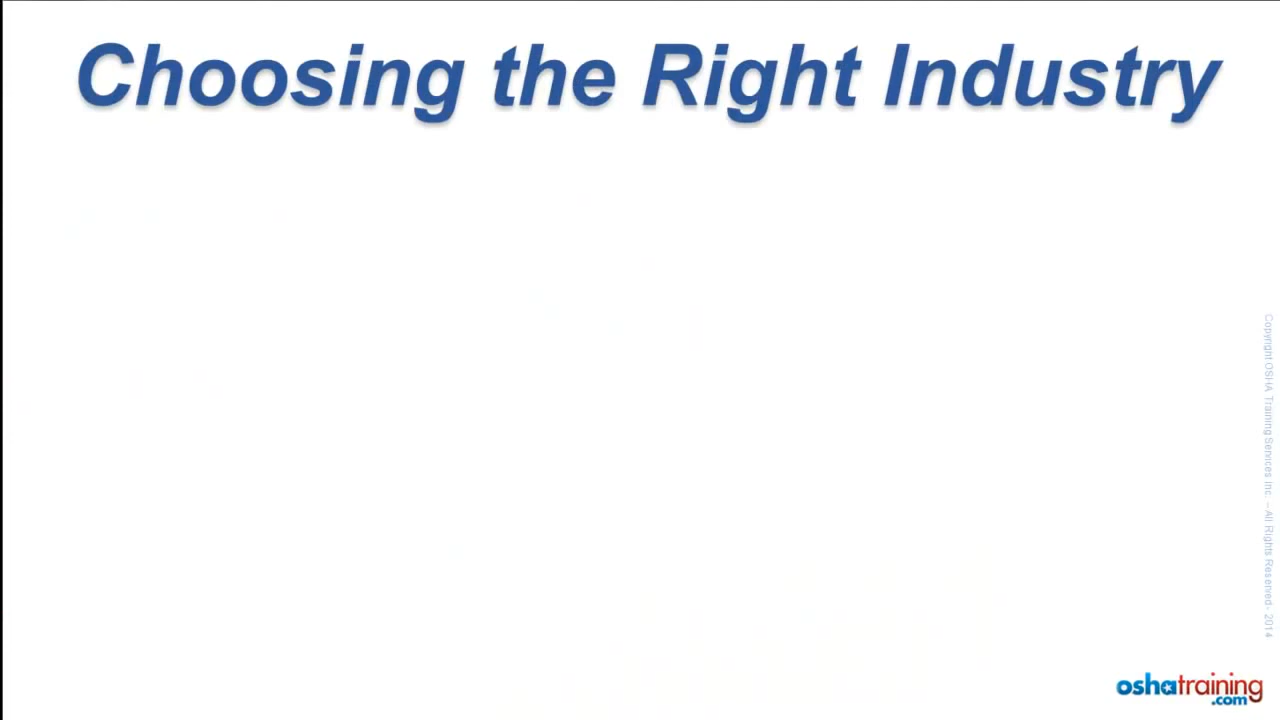 Choosing the Right Industry
Copyright OSHA Training Services Inc. – All Rights Reserved - 2014
oshatraining
.com